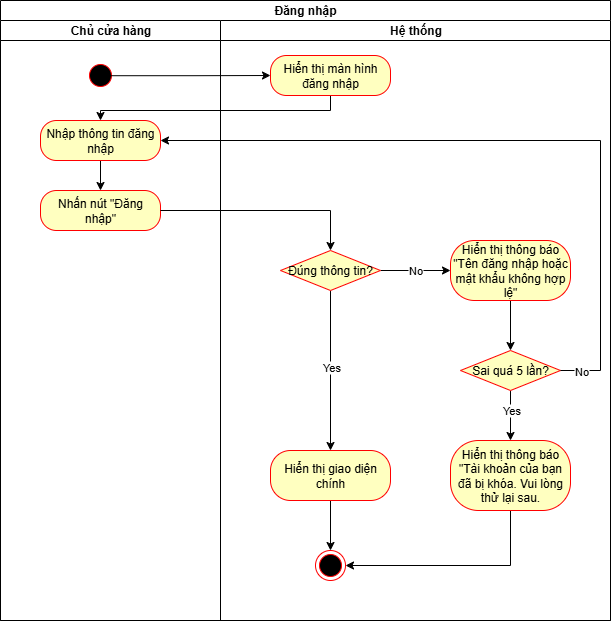 Đăng nhập
Chủ cửa hàng
Hệ thống
Hiển thị màn hình
đăng nhập
Nhập thông tin đăng
nhập
Nhấn nút "Đăng
nhập"
Đúng thông tin?
No
Hiển thị thông báo
"Tên đăng nhập hoặc
mật khẩu không hợp
lệ"
Sai quá 5 lần?
No
Yes
Yes
Hiển thị giao diện
chính
Hiển thị thông báo
"Tài khoản của bạn
đã bị khóa. Vui lòng
thử lại sau.